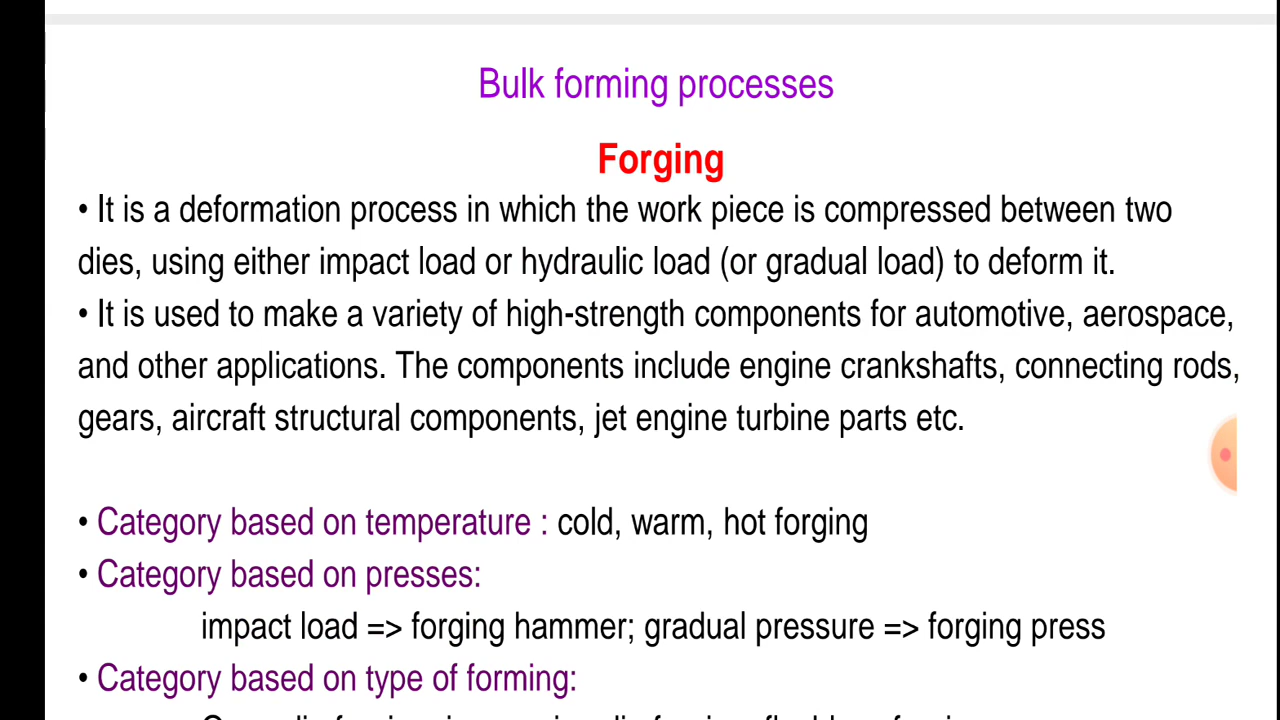 Bulk forming processes
Forging
• It is a deformation process in which the work piece is compressed between two
dies, using either impact load or hydraulic load (or gradual load) to deform it.
• It is used to make a variety of high-strength components for automotive, aerospace,
and other applications. The components include engine crankshafts, connecting rods,
gears, aircraft structural components, jet engine turbine parts etc.
• Category based on temperature : cold, warm, hot forging
• Category based on presses:
impact load => forging hammer; gradual pressure => forging press
• Category based on type of forming: